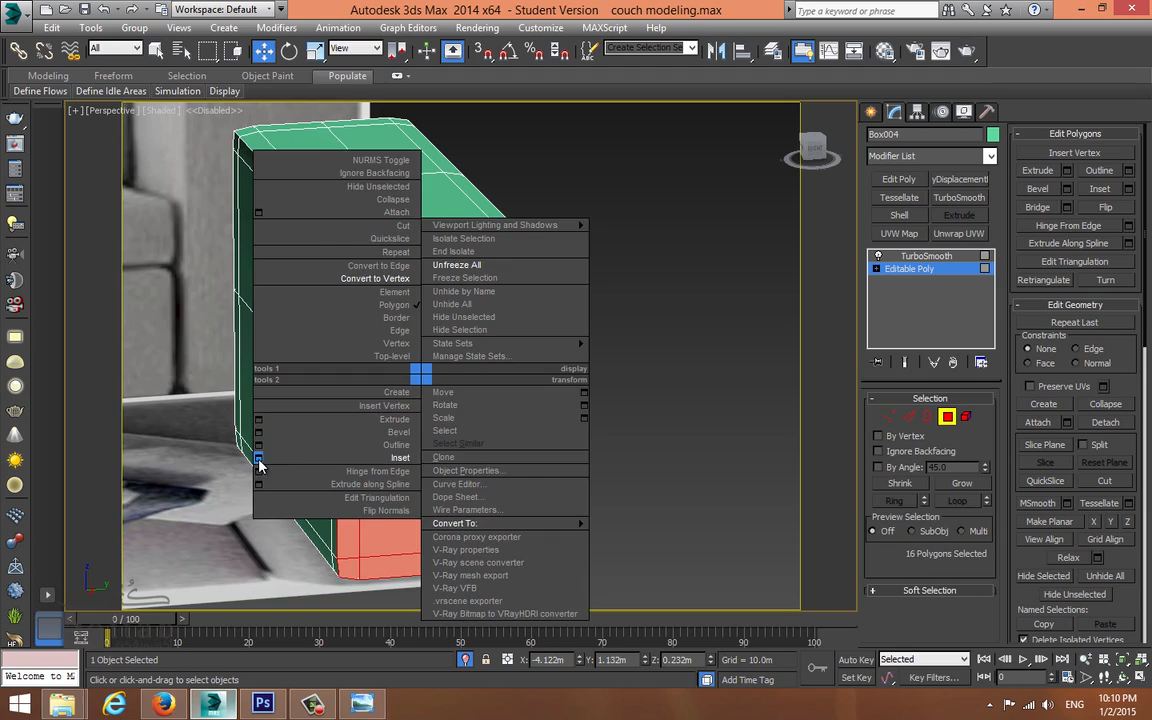 Workspace: Default
Autodesk 3ds Max 2014 x64 - Student Version couch modeling.max
Type a keyword or phrase
Edit Tools Group Views Create Modifiers Animation Graph Editors Rendering Customize MAXScript Help
All View Create Selection Se
Modeling Freeform Selection Object Paint Populate
Define Flows Define Idle Areas Simulation Display
[+] [Perspective] [Shaded] <<Disabled>>
NURMS Toggle
Ignore Backfacing
Hide Unselected
Collapse
Attach
Cut
Quickslice
Repeat
Convert to Edge
Convert to Vertex
Element
Polygon
Border
Edge
Vertex
Top-level
tools 1
tools 2
Create
Insert Vertex
Extrude
Bevel
Outline
Inset
Hinge from Edge
Extrude along Spline
Edit Triangulation
Flip Normals
Viewport Lighting and Shadows
Isolate Selection
End Isolate
Unfreeze All
Freeze Selection
Unhide by Name
Unhide All
Hide Unselected
Hide Selection
State Sets
Manage State Sets...
display
transform
Move
Rotate
Scale
Select
Select Similar
Clone
Object Properties...
Curve Editor...
Dope Sheet...
Wire Parameters...
Convert To:
Corona proxy exporter
V-Ray properties
V-Ray scene converter
V-Ray mesh export
V-Ray VFB
.vrscene exporter
V-Ray Bitmap to VRayHDRI converter
Box004
Modifier List
Edit Poly yDisplacement
Tessellate TurboSmooth
Shell Extrude
UVW Map Unwrap UVW
TurboSmooth
Editable Poly
Selection
By Vertex
Ignore Backfacing
By Angle: 45.0
Shrink Grow
Ring Loop
Preview Selection
Off SubObj Multi
16 Polygons Selected
Soft Selection
Edit Polygons
Insert Vertex
Extrude Outline
Bevel Inset
Bridge Flip
Hinge From Edge
Extrude Along Spline
Edit Triangulation
Retriangulate Turn
Edit Geometry
Repeat Last
Constraints
None Edge
Face Normal
Preserve UVs
Create Collapse
Attach Detach
Slice Plane Split
Slice Reset Plane
QuickSlice Cut
MSmooth Tessellate
Make Planar X Y Z
View Align Grid Align
Relax
Hide Selected Unhide All
Hide Unselected
Named Selections:
Copy Paste
Delete Isolated Vertices
0 / 100
0 10 20 30 40 50 60 70 80 90 100
Welcome to M
1 Object Selected
Click or click-and-drag to select objects
X: -4.122m Y: 1.132m Z: 0.232m Grid = 10.0m
Add Time Tag
Auto Key Selected
Set Key Key Filters... 0
ENG
10:10 PM
1/2/2015